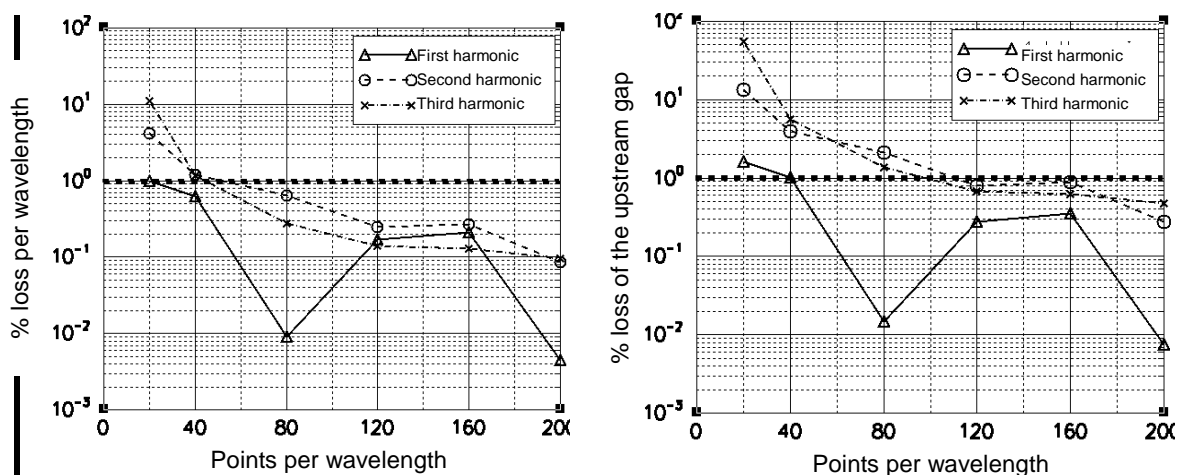 % loss per wavelength
10²
10¹
10⁰
10⁻¹
10⁻²
10⁻³
First harmonic
Second harmonic
Third harmonic
0 40 80 120 160 200
Points per wavelength
% loss of the upstream gap
10²
10¹
10⁰
10⁻¹
10⁻²
10⁻³
First harmonic
Second harmonic
Third harmonic
0 40 80 120 160 200
Points per wavelength